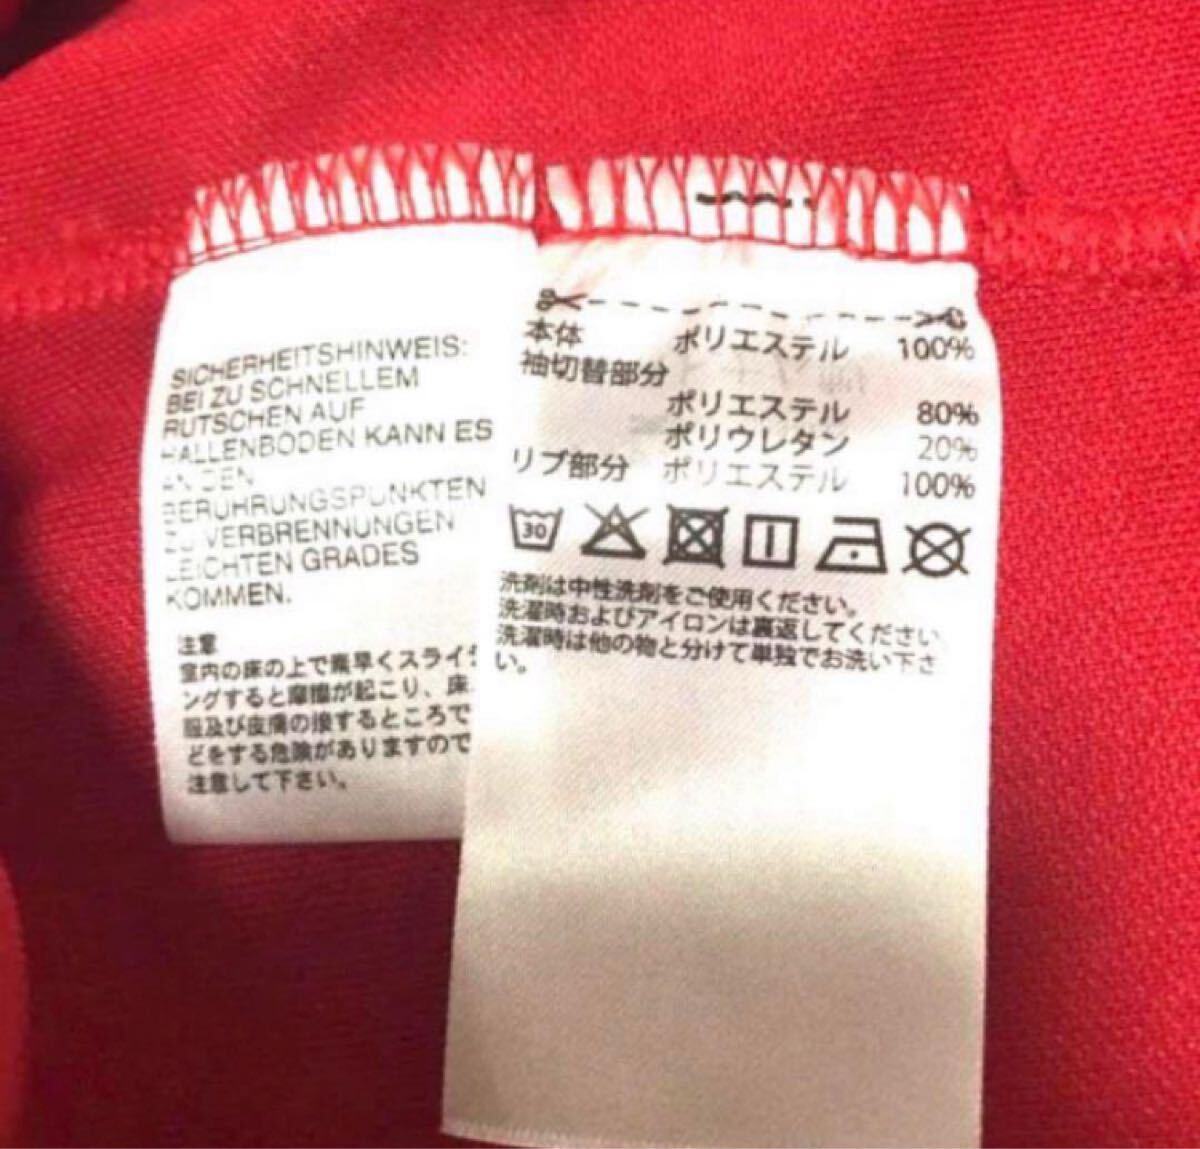 SICHERHEITSHINWEIS:
BEI ZU SCHNELLEM
RUTSCHEN AUF
HALLENBÖDEN KANN ES
AN DEN
BERÜHRUNGSPUNKTEN
ZU VERBRENNUNGEN
LEICHTEN GRADES
KOMMEN.
注意
室内の床の上で素早くスライ
ングすると摩擦が起こり、床
服及び皮膚の接するところで
どをする危険がありますので
注意して下さい。
本体 ポリエステル 100%
袖切替部分
ポリエステル 80%
ポリウレタン 20%
リブ部分 ポリエステル 100%
30
洗剤は中性洗剤をご使用ください。
洗濯時およびアイロンは裏返してください
洗濯時は他の物と分けて単独でお洗い下さ
い。